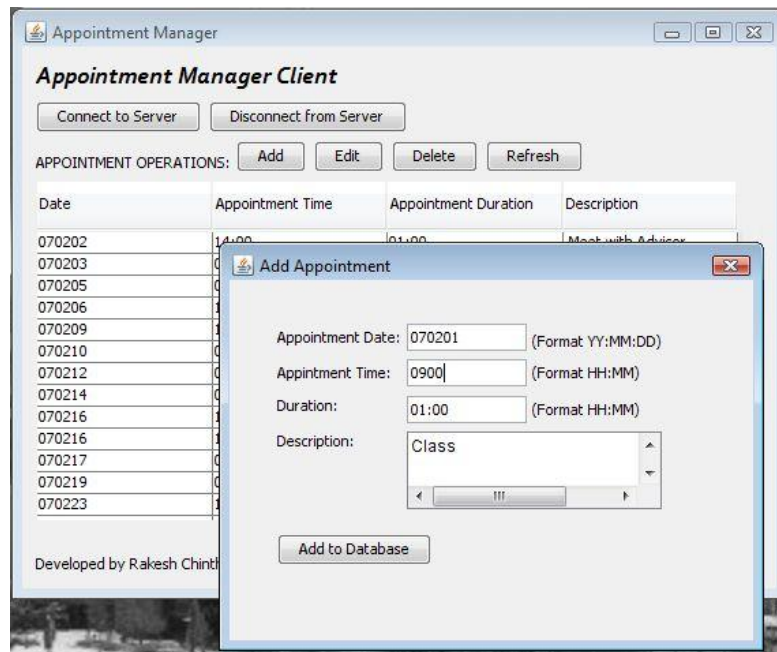 Appointment Manager
Appointment Manager Client
Connect to Server Disconnect from Server
APPOINTMENT OPERATIONS: Add Edit Delete Refresh
Date Appointment Time Appointment Duration Description
070202 14:00 01:00 Meet with Advisor
070203
070205
070206
070209
070210
070212
070214
070216
070216
070217
070219
070223
Developed by Rakesh
Add Appointment
Appointment Date: 070201 (Format YY:MM:DD)
Appintment Time: 0900 (Format HH:MM)
Duration: 01:00 (Format HH:MM)
Description: Class
Add to Database